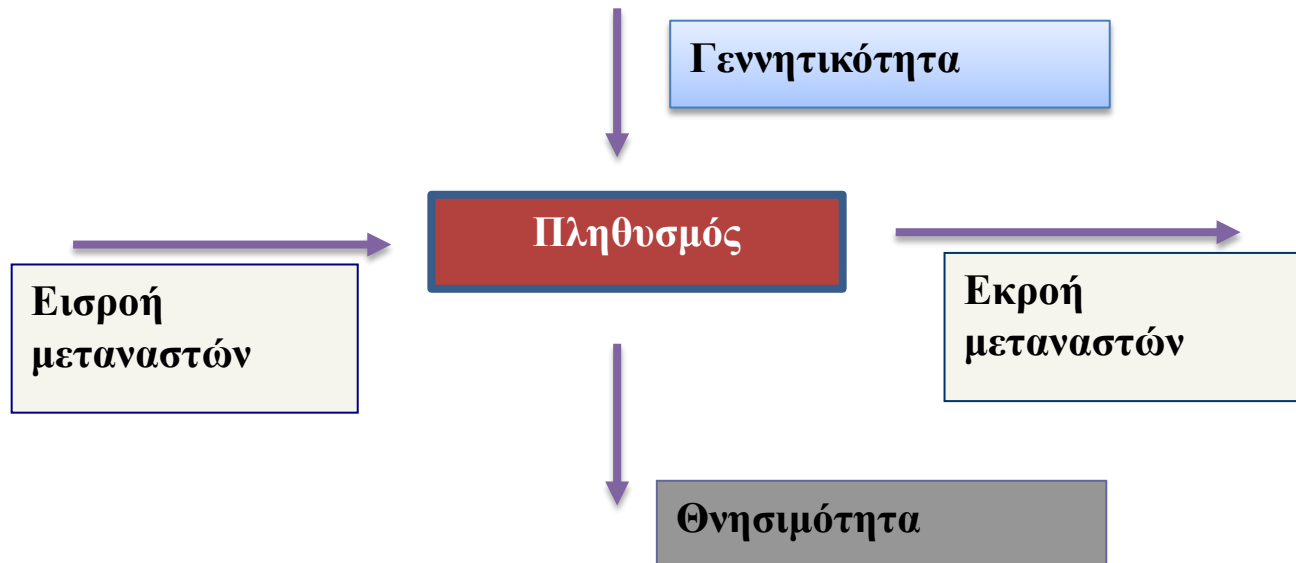 Γεννητικότητα
Πληθυσμός
Εισροή
μεταναστών
Εκροή
μεταναστών
Θνησιμότητα